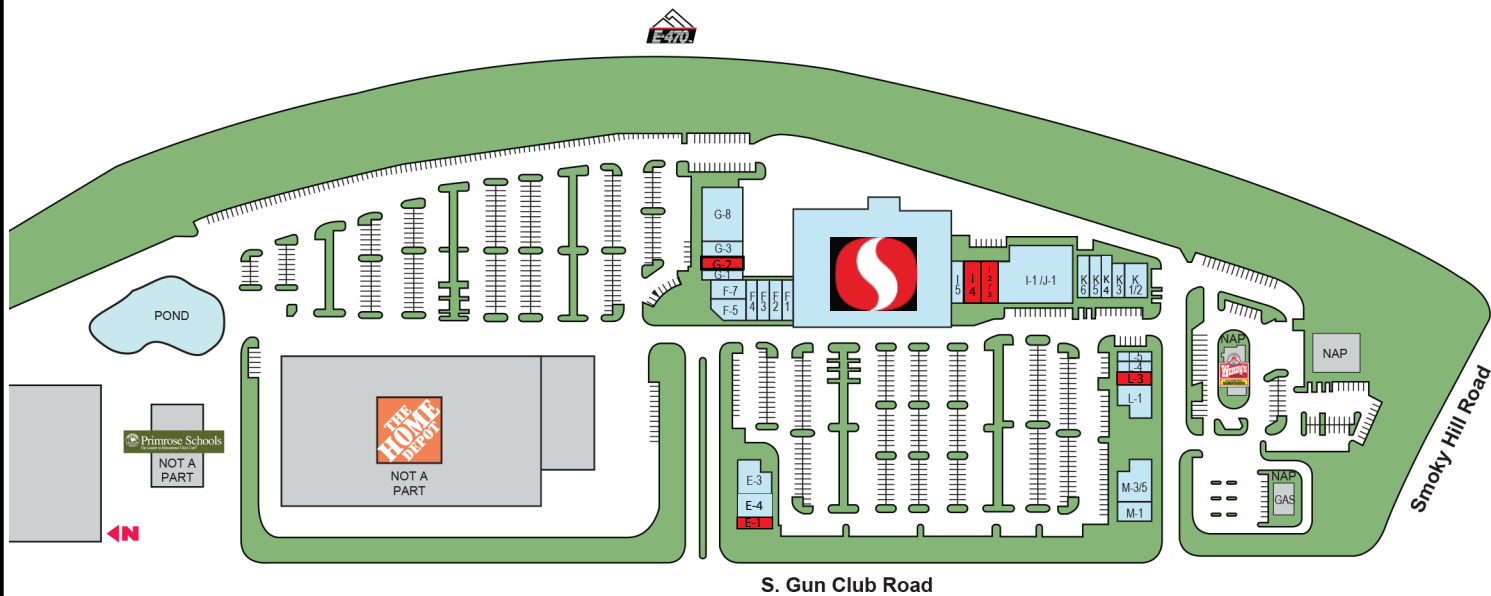 E-470
G-8
G-3
G-2
G-1
F-7
F-5
F
4
F
3
F
2
F
1
I
5
I
4
I
2
/
3
I-1 /J-1
K
6
K
5
K
4
K
3
K
1/2
POND
NAP
Wendy's
NAP
L-3
L-1
THE
HOME
DEPOT
NOT A
PART
Primrose Schools
NOT A
PART
E-3
E-4
E-1
M-3/5
M-1
NAP
GAS
Smoky Hill Road
N
S. Gun Club Road